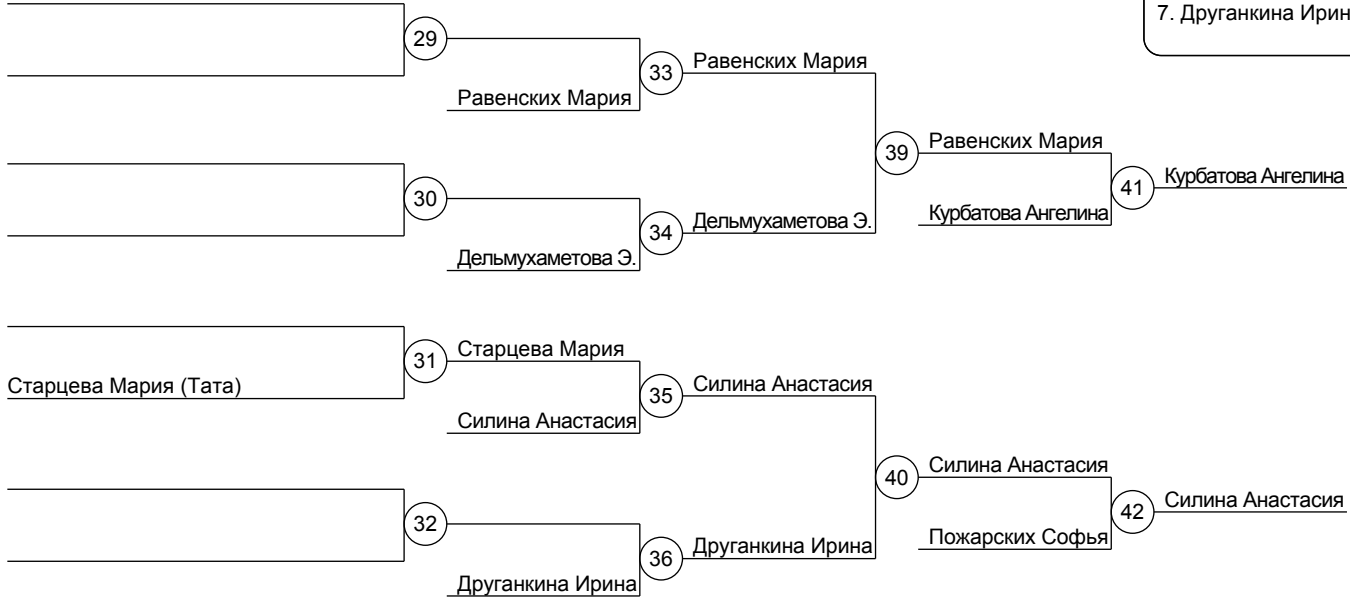 7. Друганкина Ирин
29
33
Равенских Мария
Равенских Мария
39
Равенских Мария
30
34
Дельмухаметова Э.
Дельмухаметова Э.
Курбатова Ангелина
41
Курбатова Ангелина
31
Старцева Мария
Старцева Мария (Тата)
35
Силина Анастасия
Силина Анастасия
40
Силина Анастасия
32
36
Друганкина Ирина
Друганкина Ирина
Пожарских Софья
42
Силина Анастасия